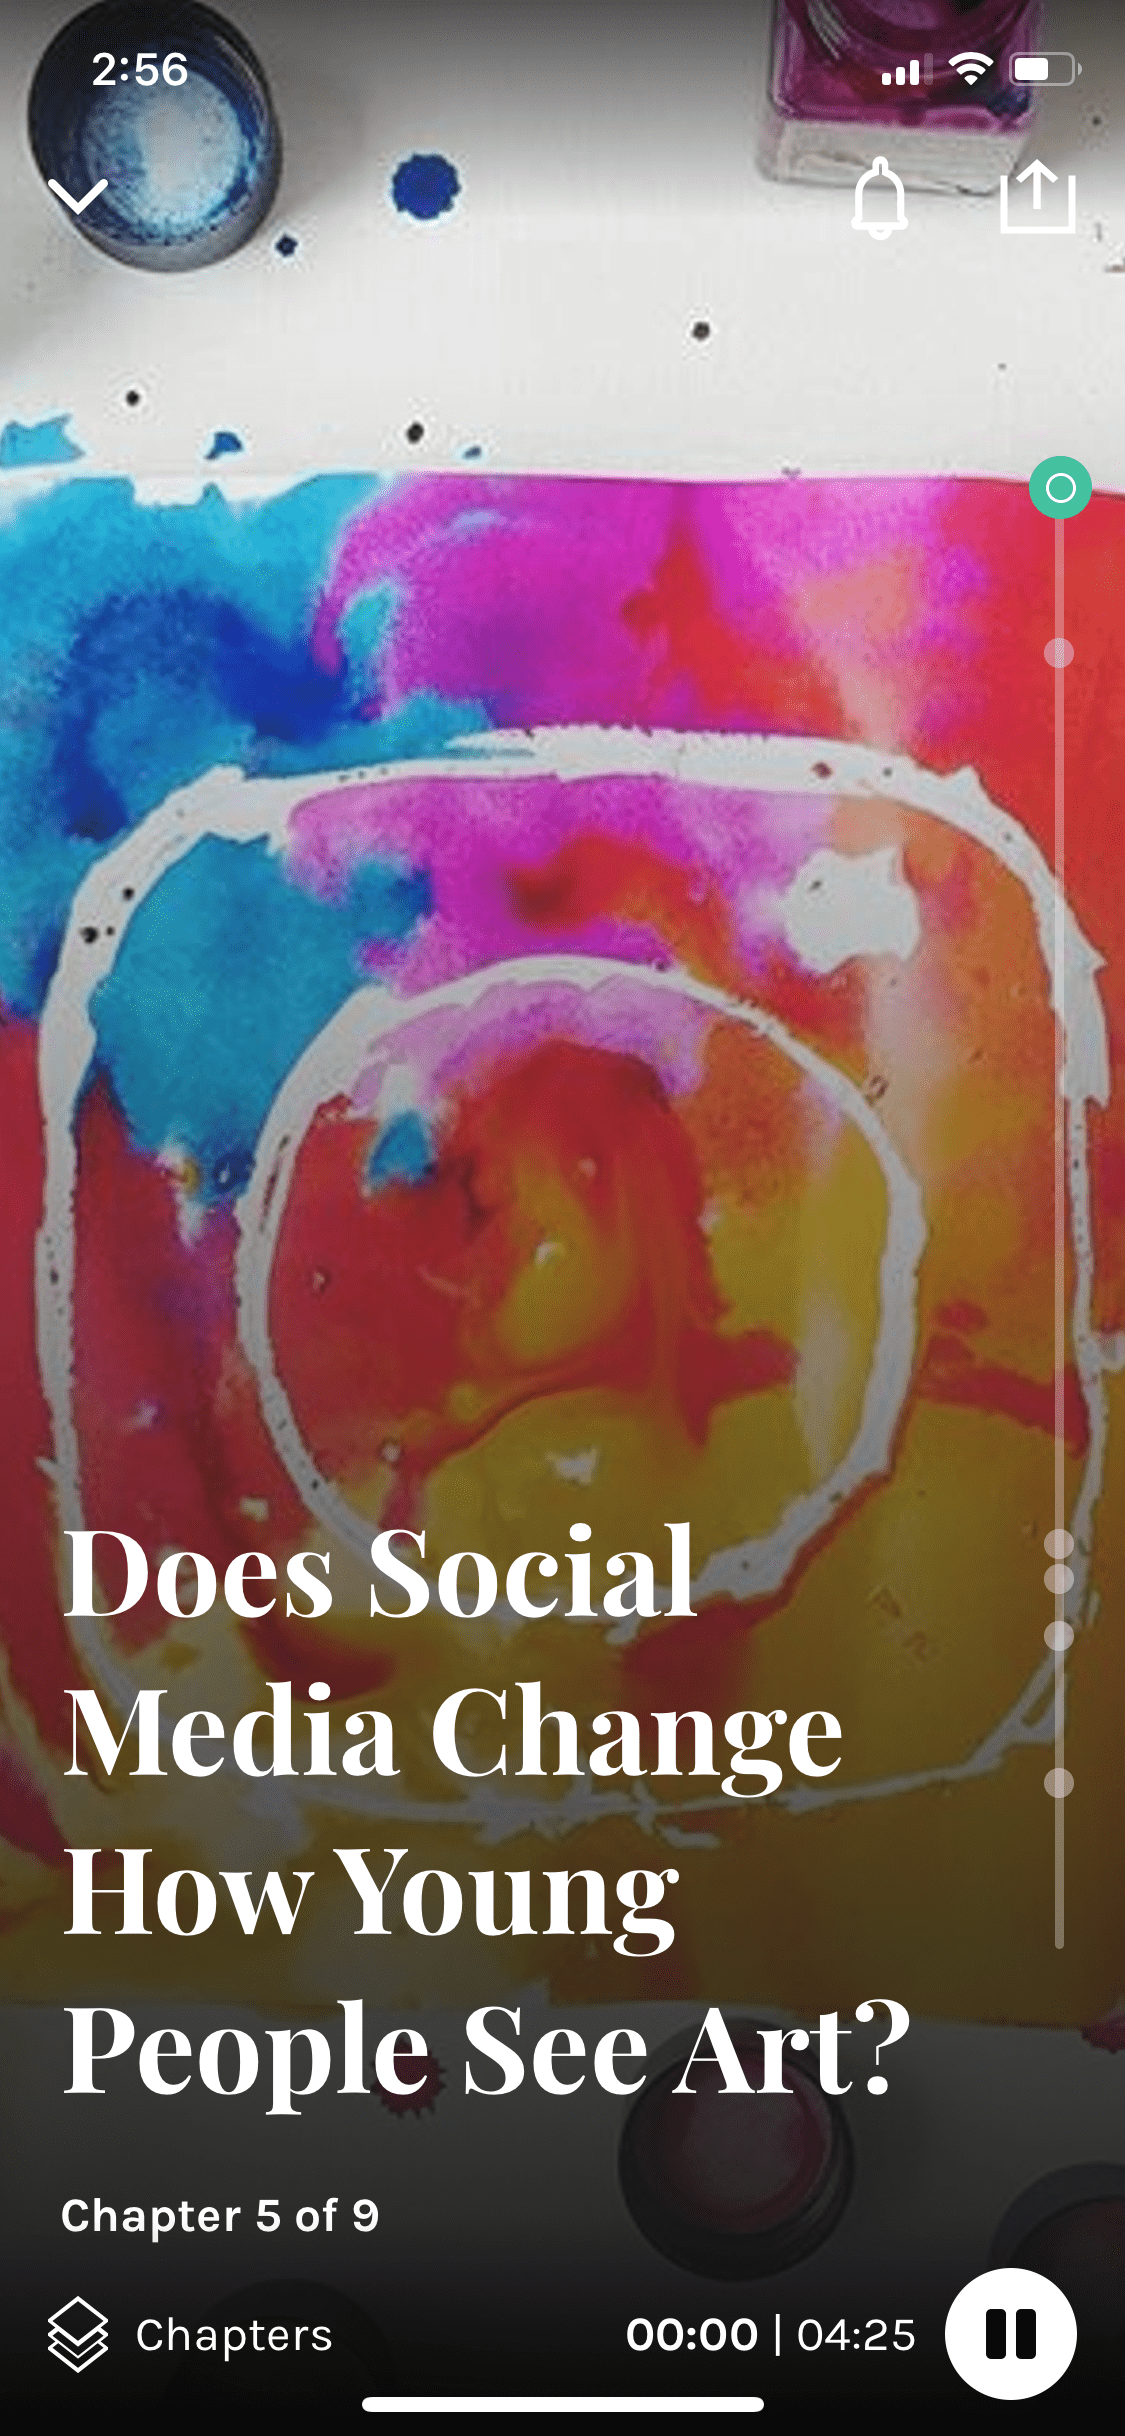 2:56
Does Social
Media Change
How Young
People See Art?
Chapter 5 of 9
Chapters
00:00 | 04:25